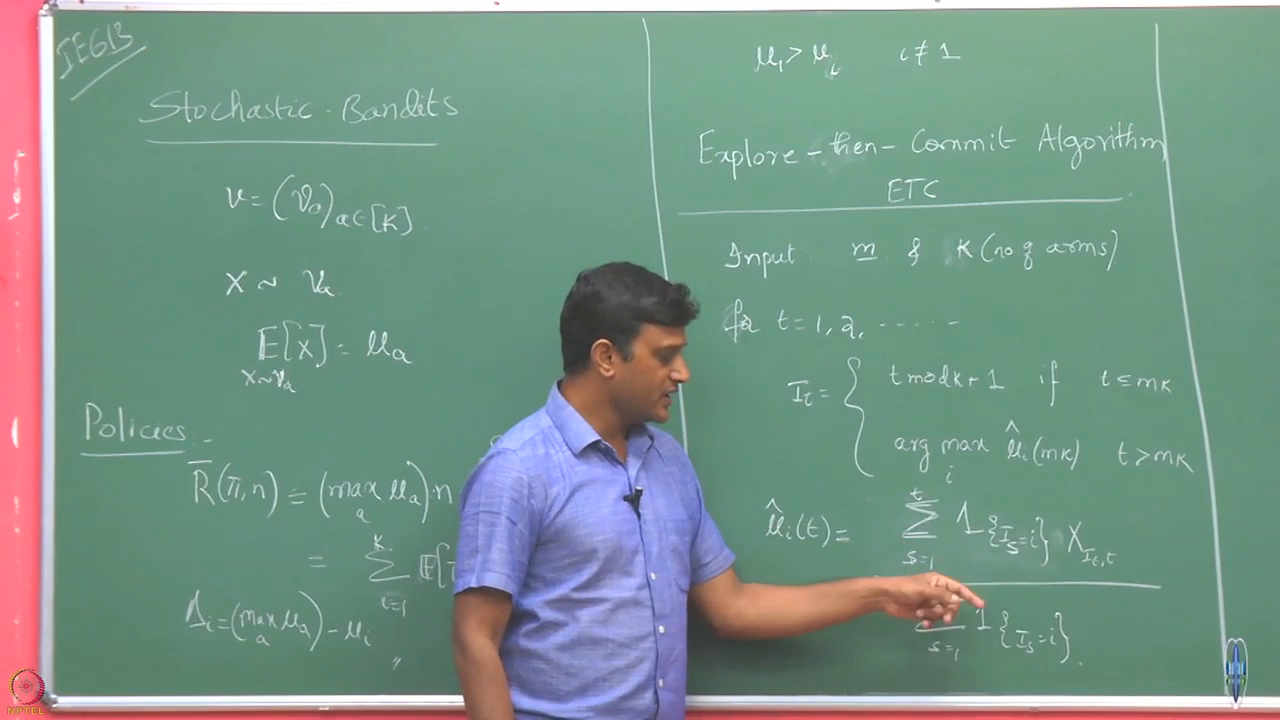 IE613
Stochastic-Bandits
ν = (ν_a)_{a∈[K]}
X ~ ν_a
E[X] = μ_a
X~ν_a
Policies :-
R̄(π,n) = (max_a μ_a)·n
= Σ_{i=1}^{K} E[T
Δ_i = (max_a μ_a) - μ_i
μ_1 > μ_i i ≠ 1
Explore-then-Commit Algorithm
ETC
Input: m & K (no of arms)
for t = 1, 2, ......
I_t = { t mod k + 1 if t ≤ mK
arg max_i μ̂_i(mK) t > mK
μ̂_i(t) = Σ_{s=1}^{t} 1{I_s=i} X_{I_t,t}
Σ_{s=1} 1{I_s=i}
NPTEL